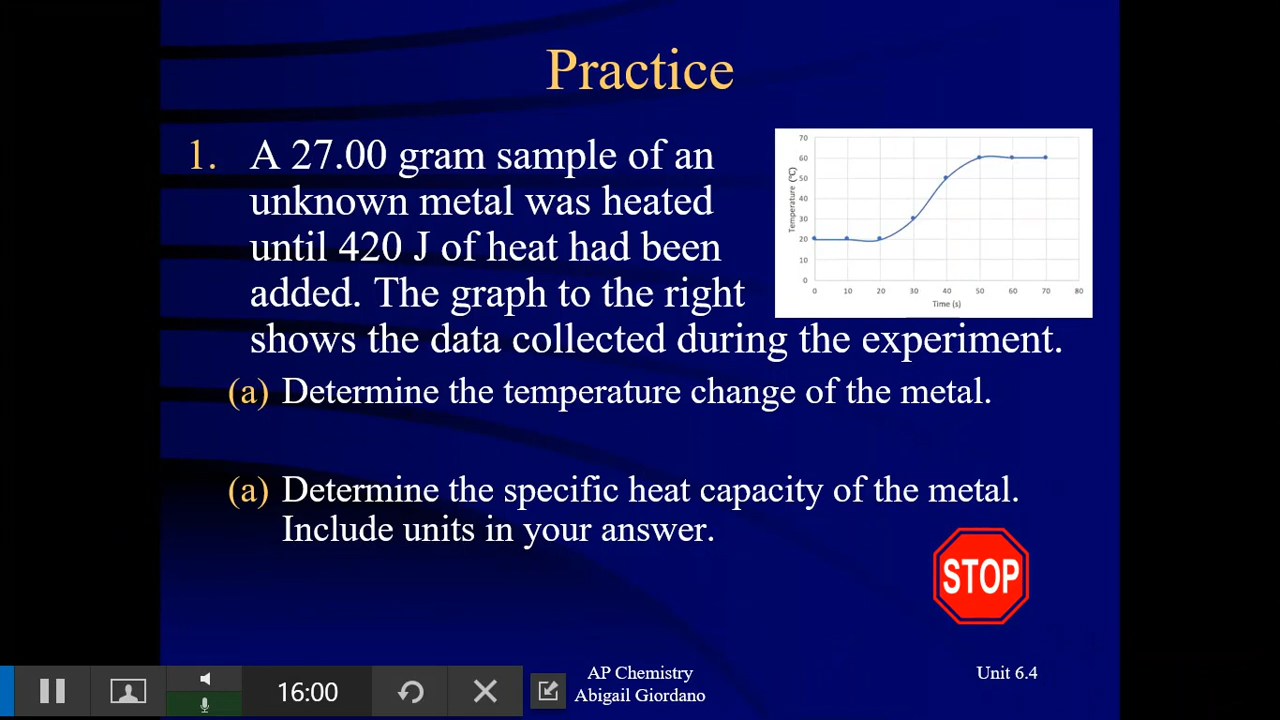 Practice
1. A 27.00 gram sample of an
unknown metal was heated
until 420 J of heat had been
added. The graph to the right
shows the data collected during the experiment.
70
60
50
40
30
20
10
0
Temperature (°C)
0 10 20 30 40 50 60 70 80
Time (s)
(a) Determine the temperature change of the metal.
(a) Determine the specific heat capacity of the metal.
Include units in your answer.
STOP
16:00
AP Chemistry
Abigail Giordano
Unit 6.4